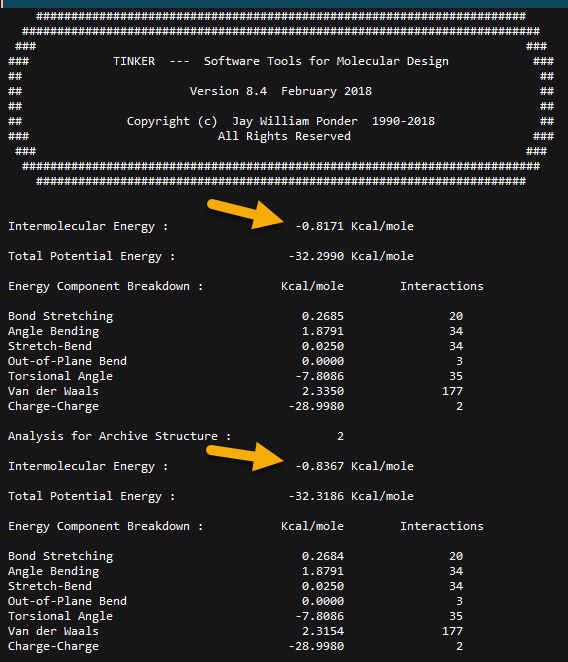 ######################################################################
##########################################################################
### ###
### TINKER --- Software Tools for Molecular Design ###
## ##
## Version 8.4 February 2018 ##
## ##
## Copyright (c) Jay William Ponder 1990-2018 ##
### All Rights Reserved ###
### ###
##########################################################################
######################################################################
Intermolecular Energy : -0.8171 Kcal/mole
Total Potential Energy : -32.2990 Kcal/mole
Energy Component Breakdown : Kcal/mole Interactions
Bond Stretching 0.2685 20
Angle Bending 1.8791 34
Stretch-Bend 0.0250 34
Out-of-Plane Bend 0.0000 3
Torsional Angle -7.8086 35
Van der Waals 2.3350 177
Charge-Charge -28.9980 2
Analysis for Archive Structure : 2
Intermolecular Energy : -0.8367 Kcal/mole
Total Potential Energy : -32.3186 Kcal/mole
Energy Component Breakdown : Kcal/mole Interactions
Bond Stretching 0.2684 20
Angle Bending 1.8791 34
Stretch-Bend 0.0250 34
Out-of-Plane Bend 0.0000 3
Torsional Angle -7.8086 35
Van der Waals 2.3154 177
Charge-Charge -28.9980 2